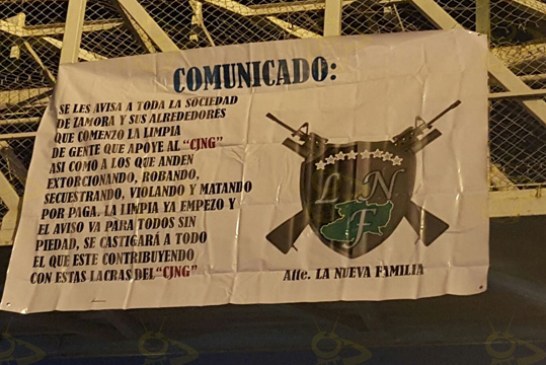 COMUNICADO:
SE LES AVISA A TODA LA SOCIEDAD
DE ZAMORA Y SUS ALREDEDORES
QUE COMENZO LA LIMPIA
DE GENTE QUE APOYE AL "CJNG"
ASI COMO A LOS QUE ANDEN
EXTORCIONANDO, ROBANDO,
SECUESTRANDO, VIOLANDO Y MATANDO
POR PAGA. LA LIMPIA YA EMPEZO Y
EL AVISO VA PARA TODOS SIN
PIEDAD, SE CASTIGARÁ A TODO
EL QUE ESTE CONTRIBUYENDO
CON ESTAS LACRAS DEL "CJNG"
L N
F
Atte. LA NUEVA FAMILIA